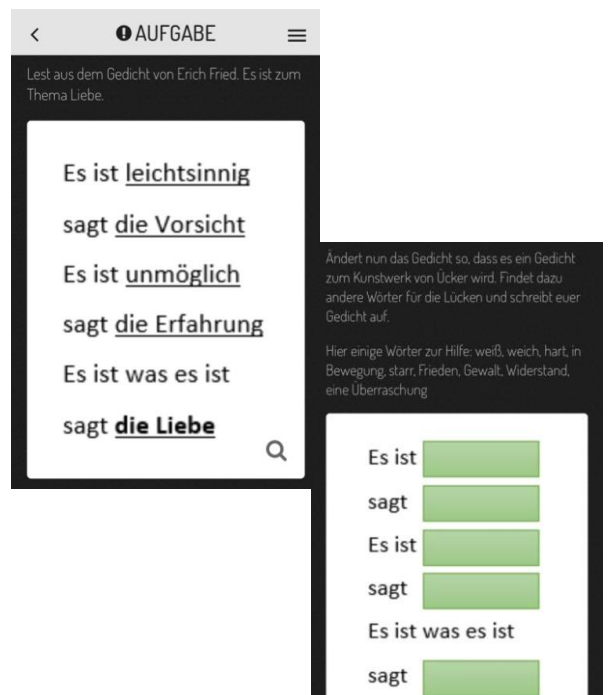 AUFGABE
Lest aus dem Gedicht von Erich Fried. Es ist zum
Thema Liebe.
Es ist leichtsinnig
sagt die Vorsicht
Es ist unmöglich
sagt die Erfahrung
Es ist was es ist
sagt die Liebe
Ändert nun das Gedicht so, dass es ein Gedicht
zum Kunstwerk von Ücker wird. Findet dazu
andere Wörter für die Lücken und schreibt euer
Gedicht auf.
Hier einige Wörter zur Hilfe: weiß, weich, hart, in
Bewegung, starr, Frieden, Gewalt, Widerstand,
eine Überraschung
Es ist
sagt
Es ist
sagt
Es ist was es ist
sagt